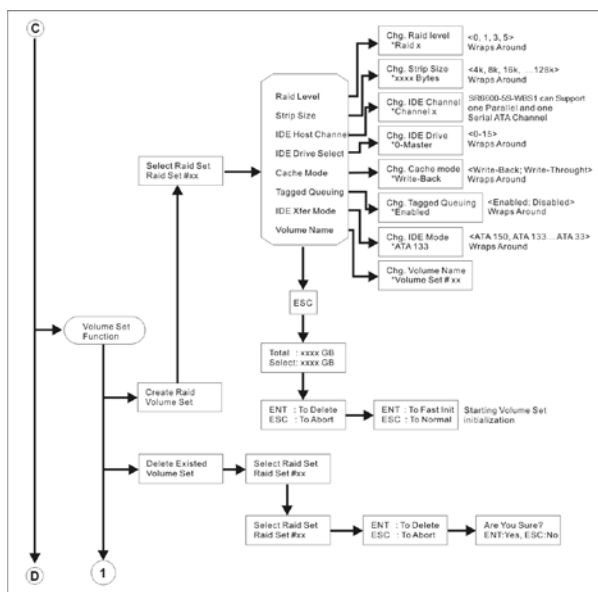 C
Chg. Raid level
*Raid x
<0, 1, 3, 5>
Wraps Around
Chg. Strip Size
*xxxx Bytes
<4k, 8k, 16k, ....128k>
Wraps Around
Raid Level
Strip Size
IDE Host Channe
IDE Drive Select
Cache Mode
Tagged Queuing
IDE Xfer Mode
Volume Name
Chg. IDE Channel
*Channel x
SR6600-5S-WBS1 can Support
one Parallel and one
Serial ATA Channel
Chg. IDE Drive
*0-Master
<0-15>
Wraps Around
Select Raid Set
Raid Set #xx
Chg. Cache mode
*Write-Back
<Write-Back; Write-Throught>
Wraps Around
Chg. Tagged Queuing
*Enabled
<Enabled; Disabled>
Wraps Around
Chg. IDE Mode
*ATA 133
<ATA 150, ATA 133....ATA 33>
Wraps Around
Chg. Volume Name
*Volume Set # xx
ESC
Volume Set
Function
Total : xxxx GB
Select: xxxx GB
Create Raid
Volume Set
ENT : To Delete
ESC : To Abort
ENT : To Fast Init
ESC : To Normal
Starting Volume Set
initialization
Delete Existed
Volume Set
Select Raid Set
Raid Set #xx
Select Raid Set
Raid Set #xx
ENT : To Delete
ESC : To Abort
Are You Sure?
ENT:Yes, ESC:No
D
1